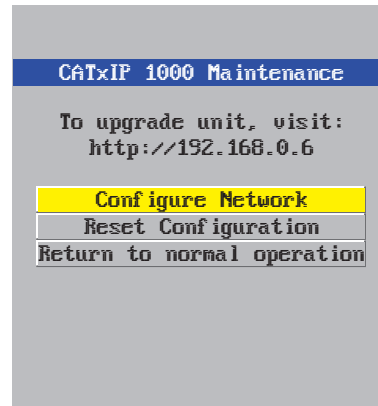 CATxIP 1000 Maintenance
To upgrade unit, visit:
http://192.168.0.6
Configure Network
Reset Configuration
Return to normal operation